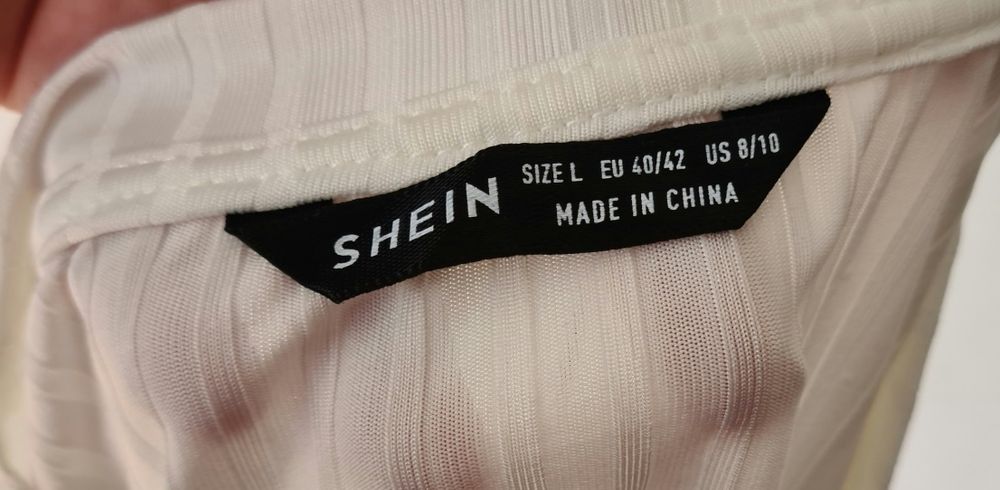 SHEIN
SIZE L EU 40/42 US 8/10
MADE IN CHINA